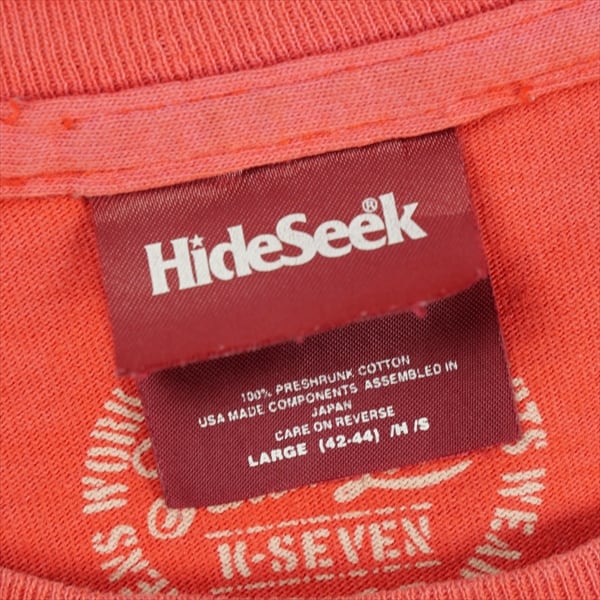 HideSeek®
100% PRESHRUNK COTTON
USA MADE COMPONENTS ASSEMBLED IN
JAPAN
CARE ON REVERSE
LARGE (42-44) /H /S
K-SEVEN